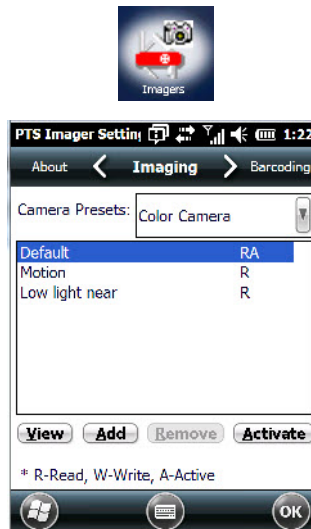 Imagers
PTS Imager Settin 1:22
About Imaging Barcoding
Camera Presets: Color Camera
Default RA
Motion R
Low light near R
View Add Remove Activate
* R-Read, W-Write, A-Active
OK